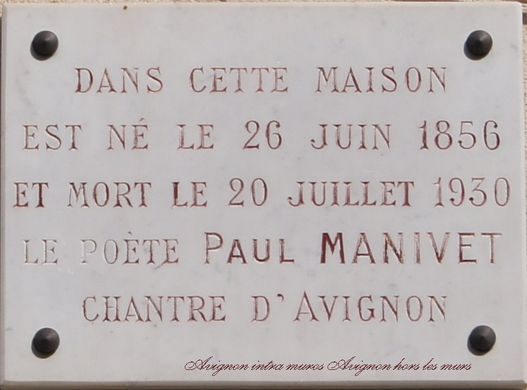 DANS CETTE MAISON
EST NÉ LE 26 JUIN 1856
ET MORT LE 20 JUILLET 1930
LE POÈTE PAUL MANIVET
CHANTRE D'AVIGNON
Avignon intra muros Avignon hors les murs